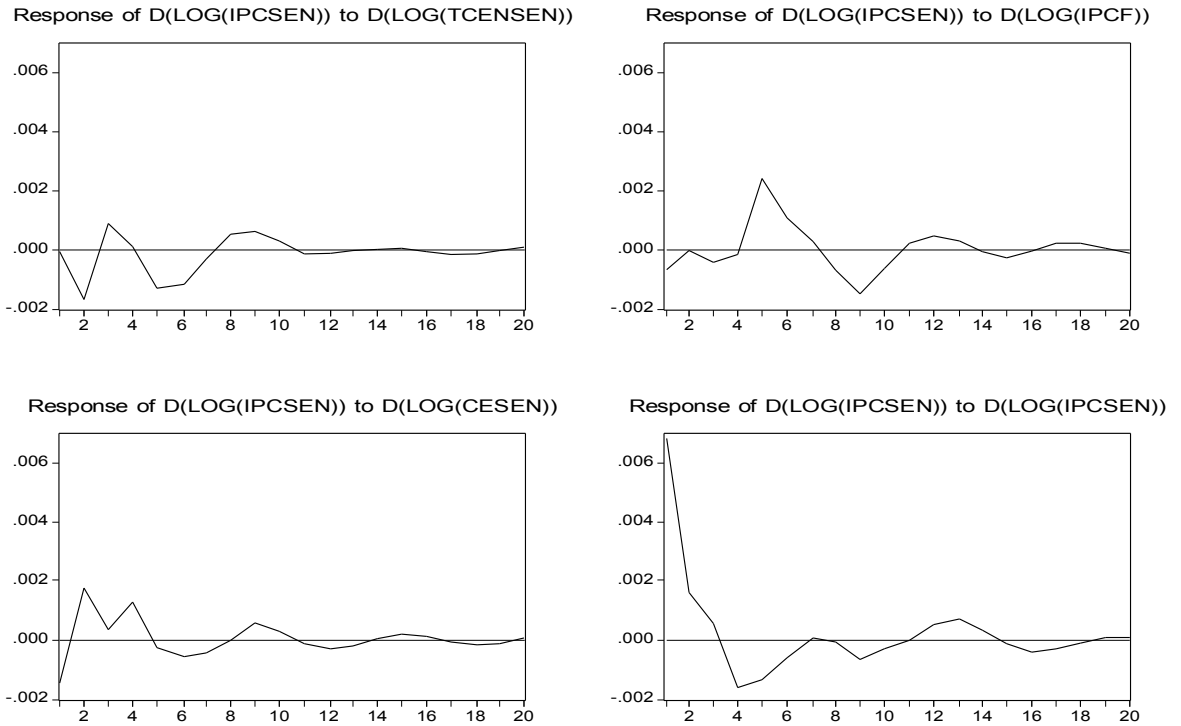 Response of D(LOG(IPCSEN)) to D(LOG(TCENSEN))
.006
.004
.002
.000
-.002
2 4 6 8 10 12 14 16 18 20
Response of D(LOG(IPCSEN)) to D(LOG(IPCF))
.006
.004
.002
.000
-.002
2 4 6 8 10 12 14 16 18 20
Response of D(LOG(IPCSEN)) to D(LOG(CESEN))
.006
.004
.002
.000
-.002
2 4 6 8 10 12 14 16 18 20
Response of D(LOG(IPCSEN)) to D(LOG(IPCSEN))
.006
.004
.002
.000
-.002
2 4 6 8 10 12 14 16 18 20